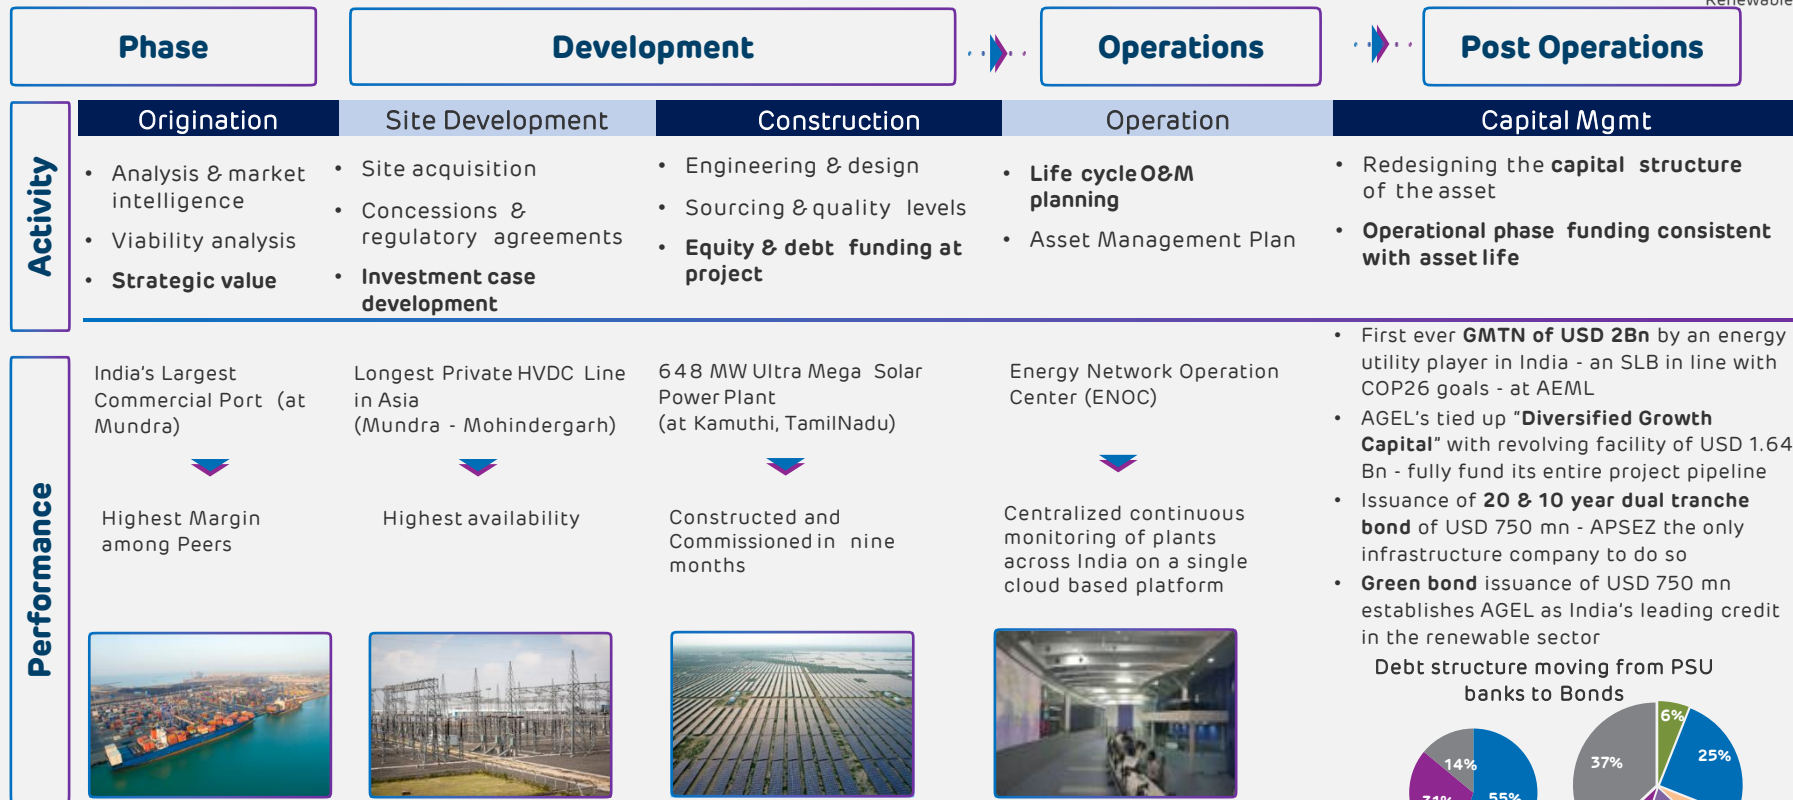 Renewable
Phase
Development
Operations
Post Operations
Activity
Origination
Site Development
Construction
Operation
Capital Mgmt
• Analysis & market
intelligence
• Viability analysis
• Strategic value
• Site acquisition
• Concessions &
regulatory agreements
• Investment case
development
• Engineering & design
• Sourcing & quality levels
• Equity & debt funding at
project
• Life cycle O&M
planning
• Asset Management Plan
• Redesigning the capital structure
of the asset
• Operational phase funding consistent
with asset life
Performance
India's Largest
Commercial Port (at
Mundra)
Highest Margin
among Peers
Longest Private HVDC Line
in Asia
(Mundra - Mohindergarh)
Highest availability
648 MW Ultra Mega Solar
Power Plant
(at Kamuthi, TamilNadu)
Constructed and
Commissioned in nine
months
Energy Network Operation
Center (ENOC)
Centralized continuous
monitoring of plants
across India on a single
cloud based platform
• First ever GMTN of USD 2Bn by an energy
utility player in India - an SLB in line with
COP26 goals - at AEML
• AGEL's tied up "Diversified Growth
Capital" with revolving facility of USD 1.64
Bn - fully fund its entire project pipeline
• Issuance of 20 & 10 year dual tranche
bond of USD 750 mn - APSEZ the only
infrastructure company to do so
• Green bond issuance of USD 750 mn
establishes AGEL as India's leading credit
in the renewable sector
Debt structure moving from PSU
banks to Bonds
14%
31%
55%
6%
37%
25%